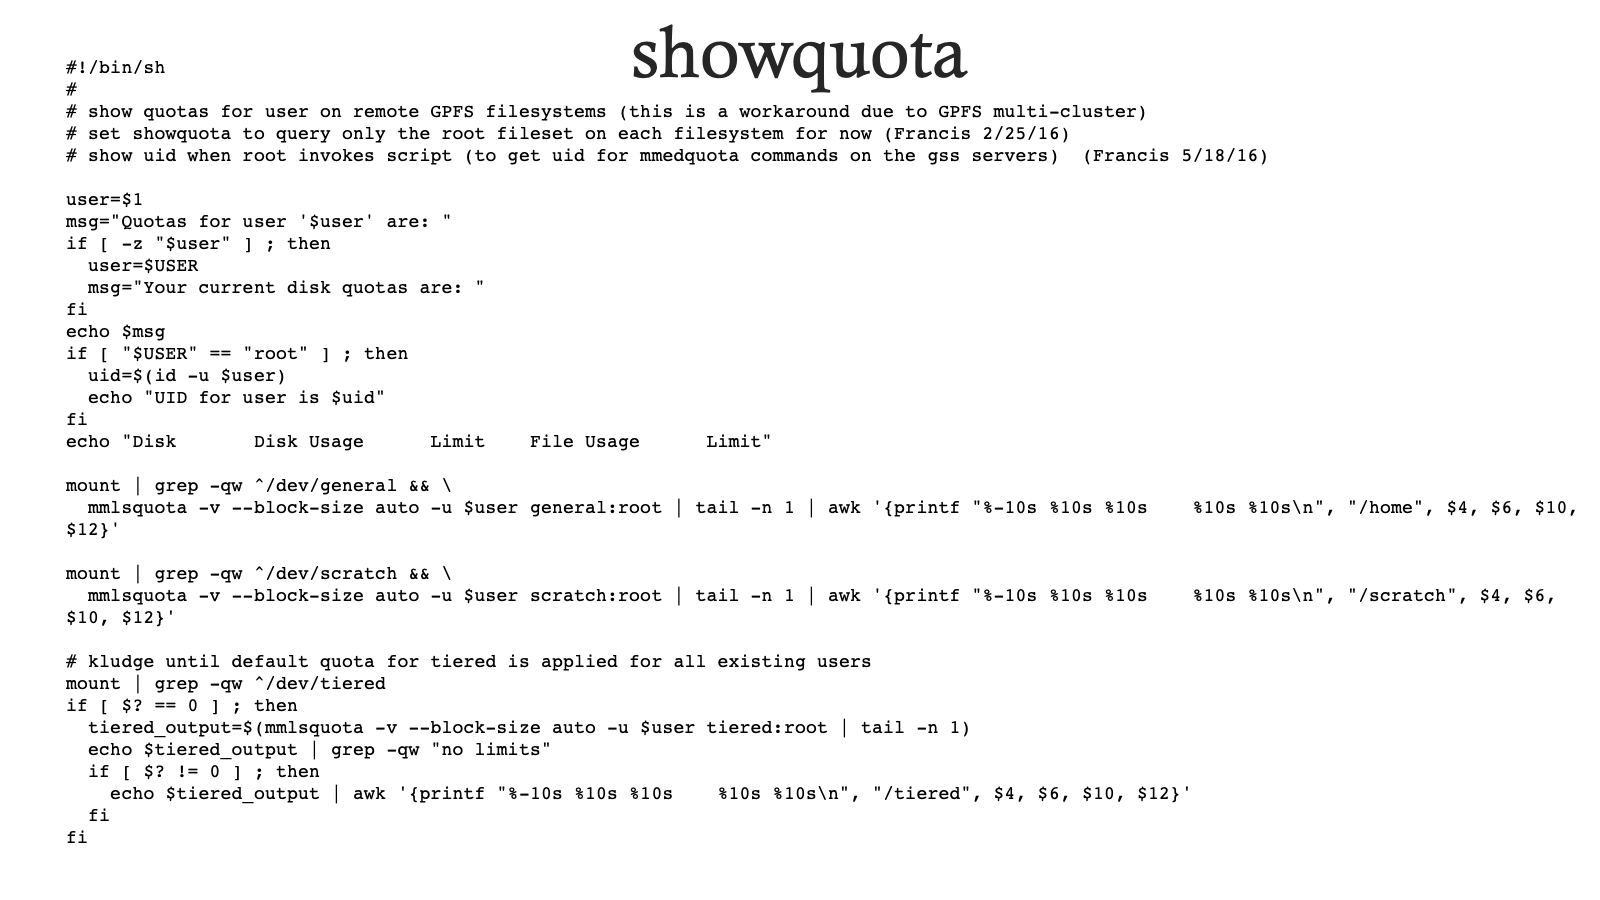 showquota
#!/bin/sh
#
# show quotas for user on remote GPFS filesystems (this is a workaround due to GPFS multi-cluster)
# set showquota to query only the root fileset on each filesystem for now (Francis 2/25/16)
# show uid when root invokes script (to get uid for mmedquota commands on the gss servers)  (Francis 5/18/16)

user=$1
msg="Quotas for user '$user' are: "
if [ -z "$user" ] ; then
  user=$USER
  msg="Your current disk quotas are: "
fi
echo $msg
if [ "$USER" == "root" ] ; then
  uid=$(id -u $user)
  echo "UID for user is $uid"
fi
echo "Disk       Disk Usage      Limit    File Usage      Limit"

mount | grep -qw ^/dev/general && \
  mmlsquota -v --block-size auto -u $user general:root | tail -n 1 | awk '{printf "%-10s %10s %10s    %10s %10s\n", "/home", $4, $6, $10,
$12}'

mount | grep -qw ^/dev/scratch && \
  mmlsquota -v --block-size auto -u $user scratch:root | tail -n 1 | awk '{printf "%-10s %10s %10s    %10s %10s\n", "/scratch", $4, $6,
$10, $12}'

# kludge until default quota for tiered is applied for all existing users
mount | grep -qw ^/dev/tiered
if [ $? == 0 ] ; then
  tiered_output=$(mmlsquota -v --block-size auto -u $user tiered:root | tail -n 1)
  echo $tiered_output | grep -qw "no limits"
  if [ $? != 0 ] ; then
    echo $tiered_output | awk '{printf "%-10s %10s %10s    %10s %10s\n", "/tiered", $4, $6, $10, $12}'
  fi
fi